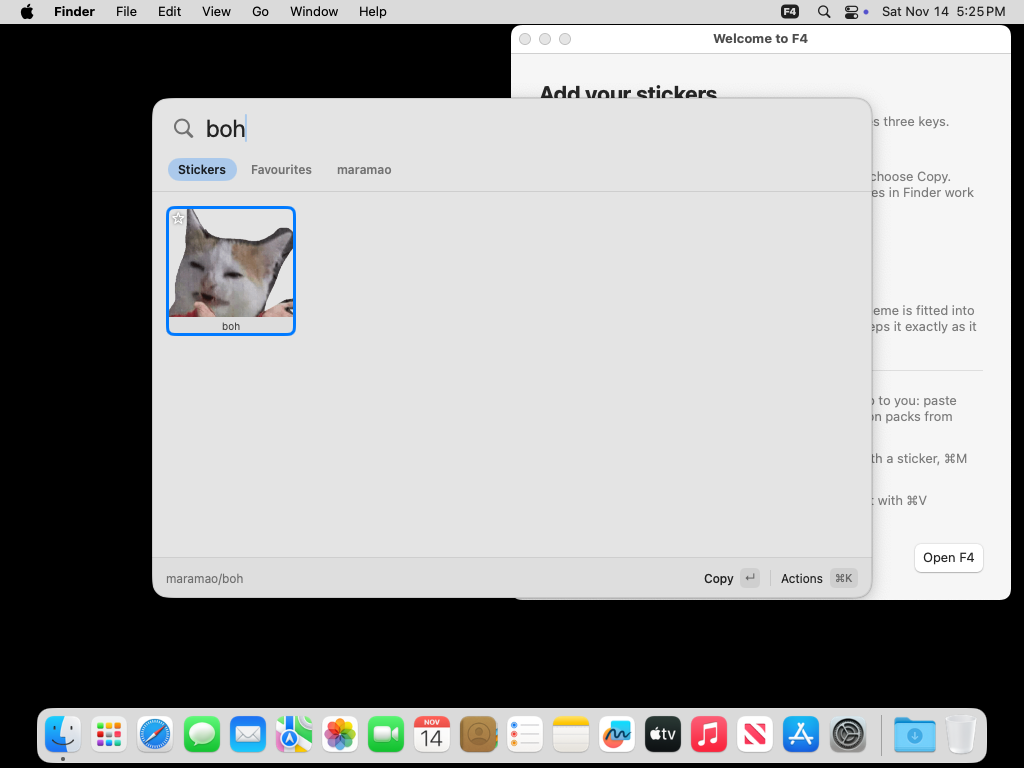 Finder File Edit View Go Window Help F4 Sat Nov 14 5:25 PM
Welcome to F4
Add your stickers
s three keys.
boh
Stickers Favourites maramao
choose Copy.
es in Finder work
boh
eme is fitted into
eps it exactly as it
to you: paste
on packs from
th a sticker, ⌘M
with ⌘V
Open F4
maramao/boh
Copy ↵ Actions ⌘K
NOV
14
tv